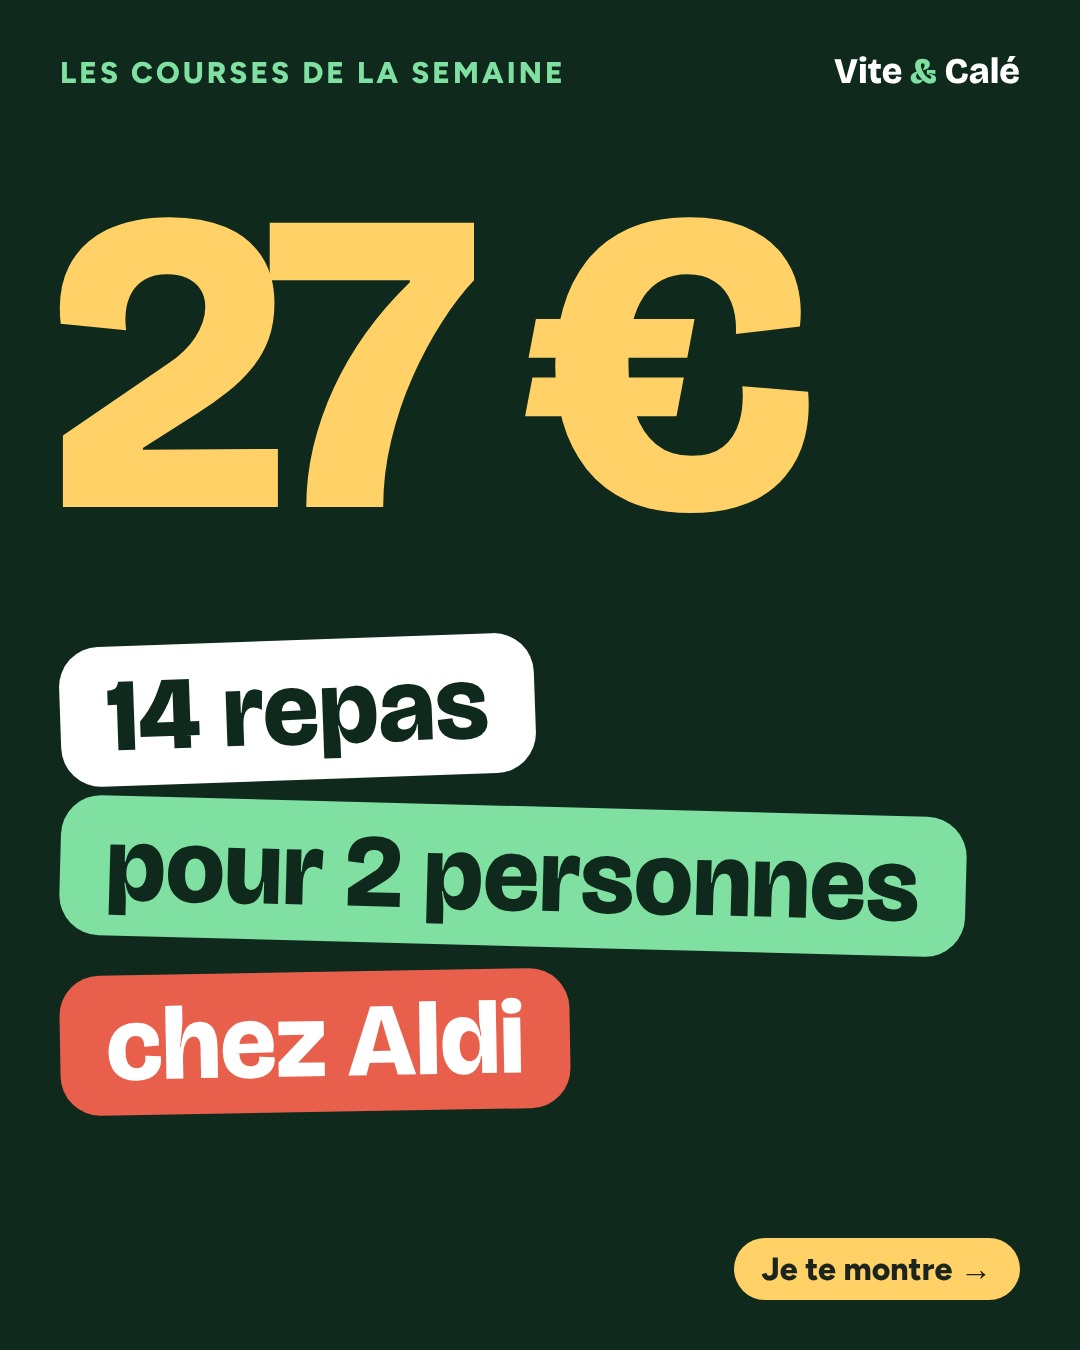 LES COURSES DE LA SEMAINE
Vite & Calé
27 €
14 repas
pour 2 personnes
chez Aldi
Je te montre →